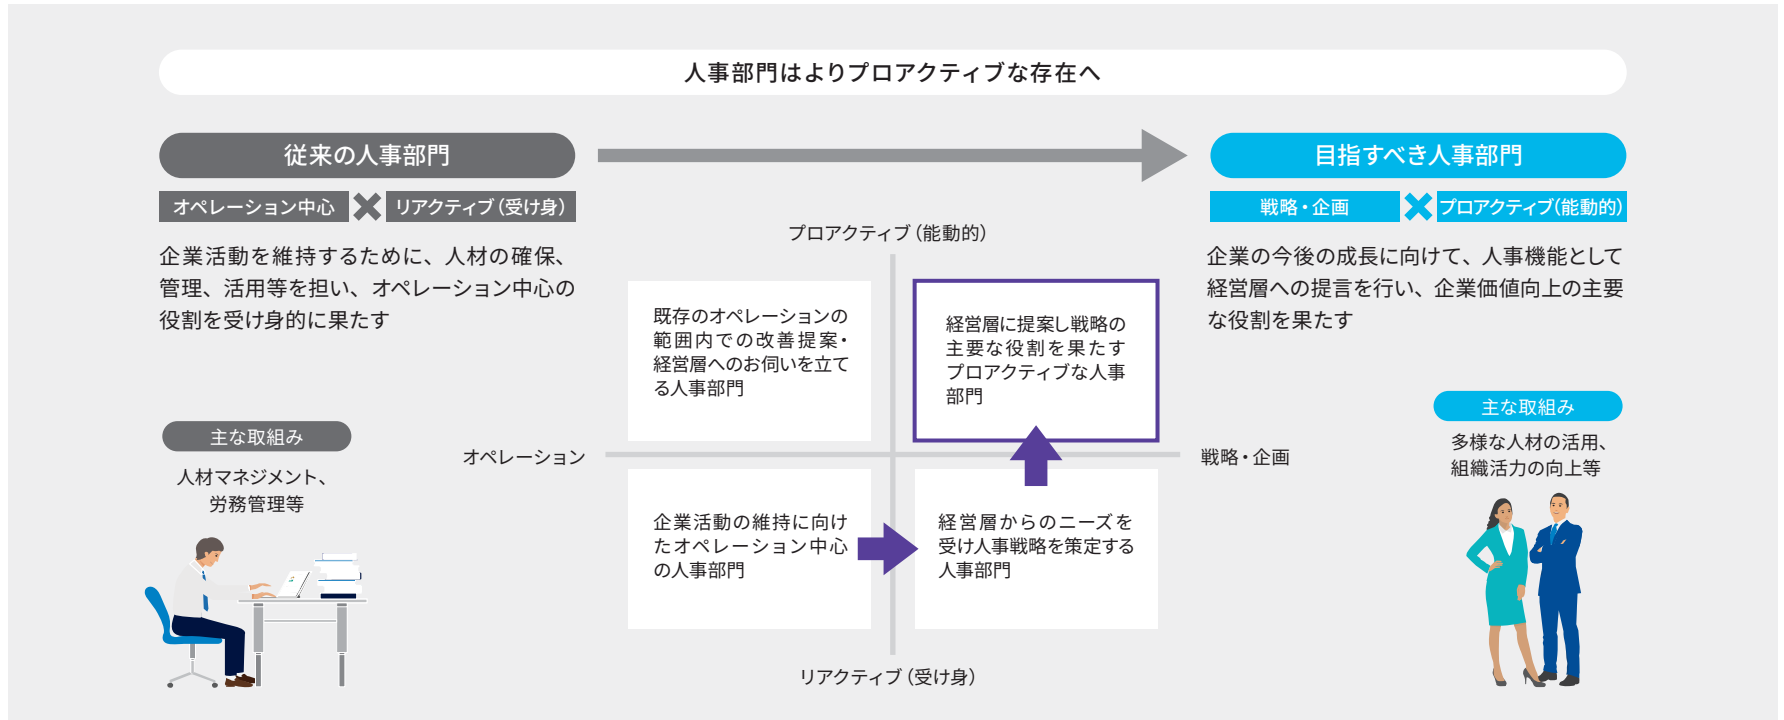 人事部門はよりプロアクティブな存在へ
従来の人事部門
オペレーション中心
リアクティブ（受け身）
企業活動を維持するために、人材の確保、
管理、活用等を担い、オペレーション中心の
役割を受け身的に果たす
主な取組み
人材マネジメント、
労務管理等
プロアクティブ（能動的）
既存のオペレーションの
範囲内での改善提案・
経営層へのお伺いを立て
る人事部門
経営層に提案し戦略の
主要な役割を果たす
プロアクティブな人事
部門
オペレーション
戦略・企画
企業活動の維持に向け
たオペレーション中心
の人事部門
経営層からのニーズを
受け人事戦略を策定する
人事部門
リアクティブ（受け身）
目指すべき人事部門
戦略・企画
プロアクティブ(能動的)
企業の今後の成長に向けて、人事機能として
経営層への提言を行い、企業価値向上の主要
な役割を果たす
主な取組み
多様な人材の活用、
組織活力の向上等